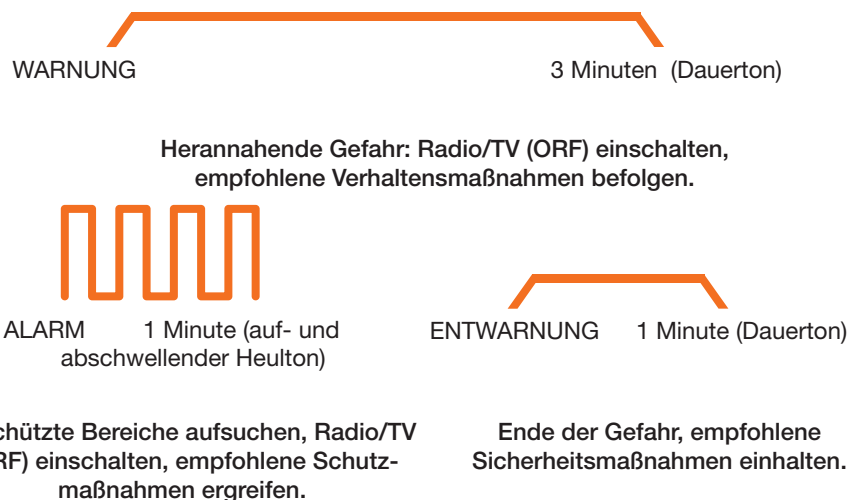 WARNUNG 3 Minuten (Dauerton)
Herannahende Gefahr: Radio/TV (ORF) einschalten,
empfohlene Verhaltensmaßnahmen befolgen.
ALARM 1 Minute (auf- und
abschwellender Heulton)
ENTWARNUNG 1 Minute (Dauerton)
Bereiche aufsuchen, Radio/TV
einschalten, empfohlene Schutz-
maßnahmen ergreifen.
Ende der Gefahr, empfohlene
Sicherheitsmaßnahmen einhalten.